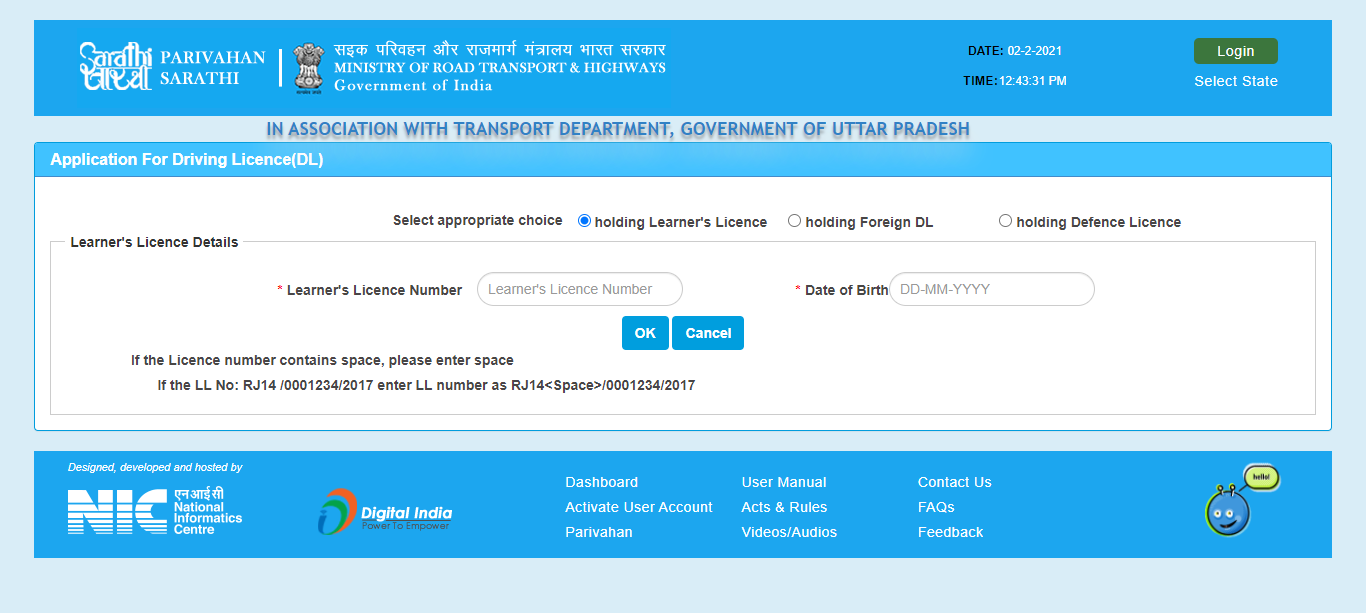 Sarathi
सारथी
PARIVAHAN
SARATHI
सड़क परिवहन और राजमार्ग मंत्रालय भारत सरकार
MINISTRY OF ROAD TRANSPORT & HIGHWAYS
Government of India
DATE: 02-2-2021
TIME:12:43:31 PM
Login
Select State
IN ASSOCIATION WITH TRANSPORT DEPARTMENT, GOVERNMENT OF UTTAR PRADESH
Application For Driving Licence(DL)
Select appropriate choice holding Learner's Licence holding Foreign DL holding Defence Licence
Learner's Licence Details
* Learner's Licence Number Learner's Licence Number * Date of Birth DD-MM-YYYY
OK Cancel
If the Licence number contains space, please enter space
If the LL No: RJ14 /0001234/2017 enter LL number as RJ14<Space>/0001234/2017
Designed, developed and hosted by
NIC
एन आई सी
National
Informatics
Centre
Digital India
Power To Empower
Dashboard
Activate User Account
Parivahan
User Manual
Acts & Rules
Videos/Audios
Contact Us
FAQs
Feedback
hello!